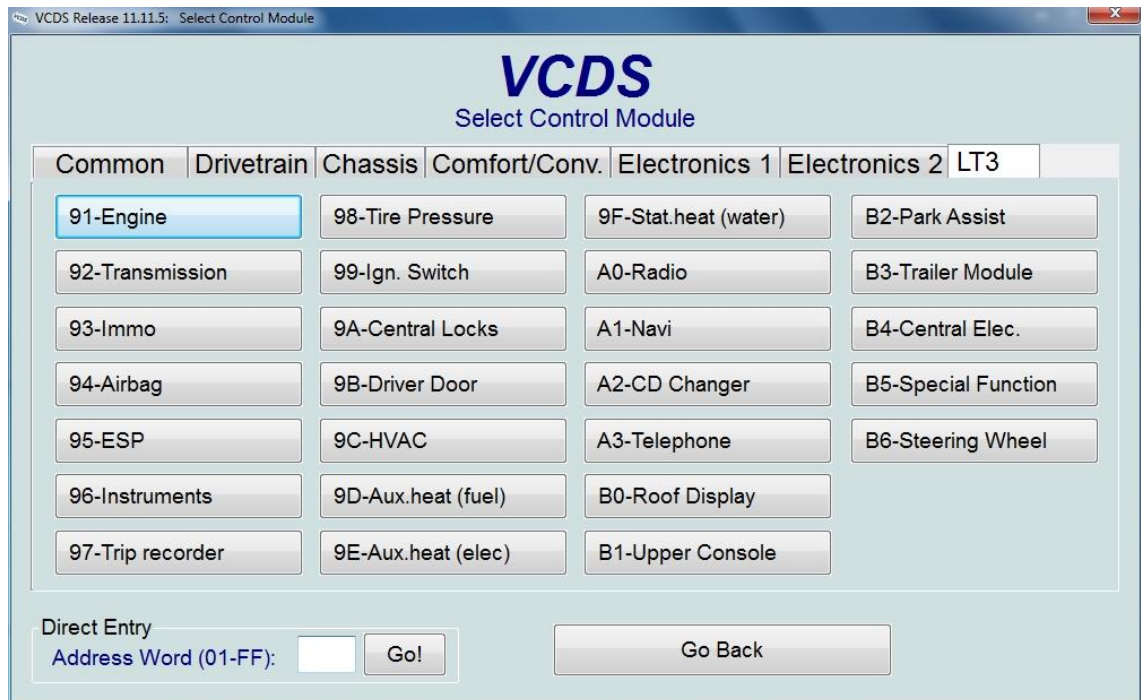 VCDS Release 11.11.5: Select Control Module
VCDS
Select Control Module
Common Drivetrain Chassis Comfort/Conv. Electronics 1 Electronics 2 LT3
91-Engine 98-Tire Pressure 9F-Stat.heat (water) B2-Park Assist
92-Transmission 99-Ign. Switch A0-Radio B3-Trailer Module
93-Immo 9A-Central Locks A1-Navi B4-Central Elec.
94-Airbag 9B-Driver Door A2-CD Changer B5-Special Function
95-ESP 9C-HVAC A3-Telephone B6-Steering Wheel
96-Instruments 9D-Aux.heat (fuel) B0-Roof Display
97-Trip recorder 9E-Aux.heat (elec) B1-Upper Console
Direct Entry
Address Word (01-FF): Go! Go Back